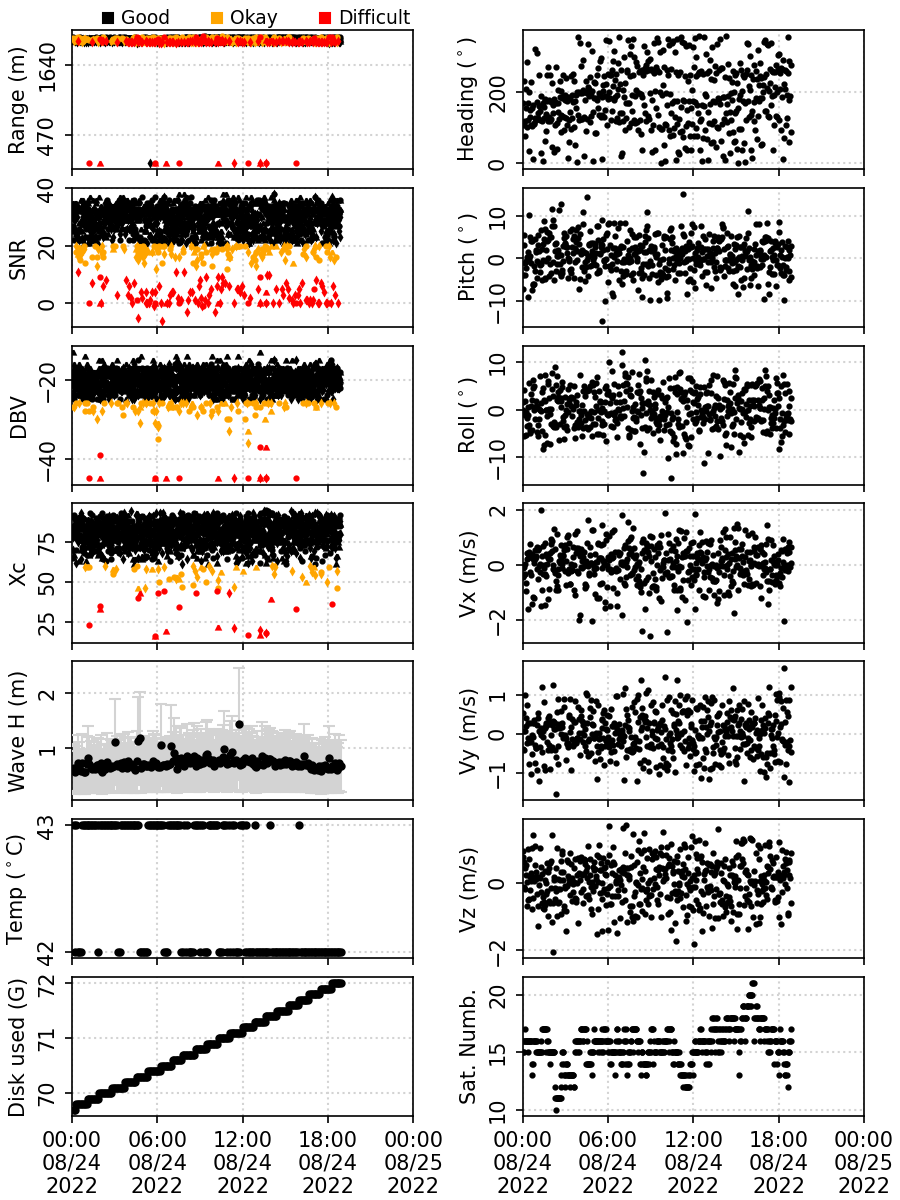 Good Okay Difficult
Range (m)
1640
470
Heading (°)
200
0
SNR
40
20
0
Pitch (°)
10
0
−10
DBV
−20
−40
Roll (°)
10
0
−10
Xc
75
50
25
Vx (m/s)
2
0
−2
Wave H (m)
2
1
Vy (m/s)
1
0
−1
Temp (°C)
43
42
Vz (m/s)
0
−2
Disk used (G)
72
71
70
Sat. Numb.
20
15
10
00:00 06:00 12:00 18:00 00:00
08/24 08/24 08/24 08/24 08/25
2022 2022 2022 2022 2022
00:00 06:00 12:00 18:00 00:00
08/24 08/24 08/24 08/24 08/25
2022 2022 2022 2022 2022